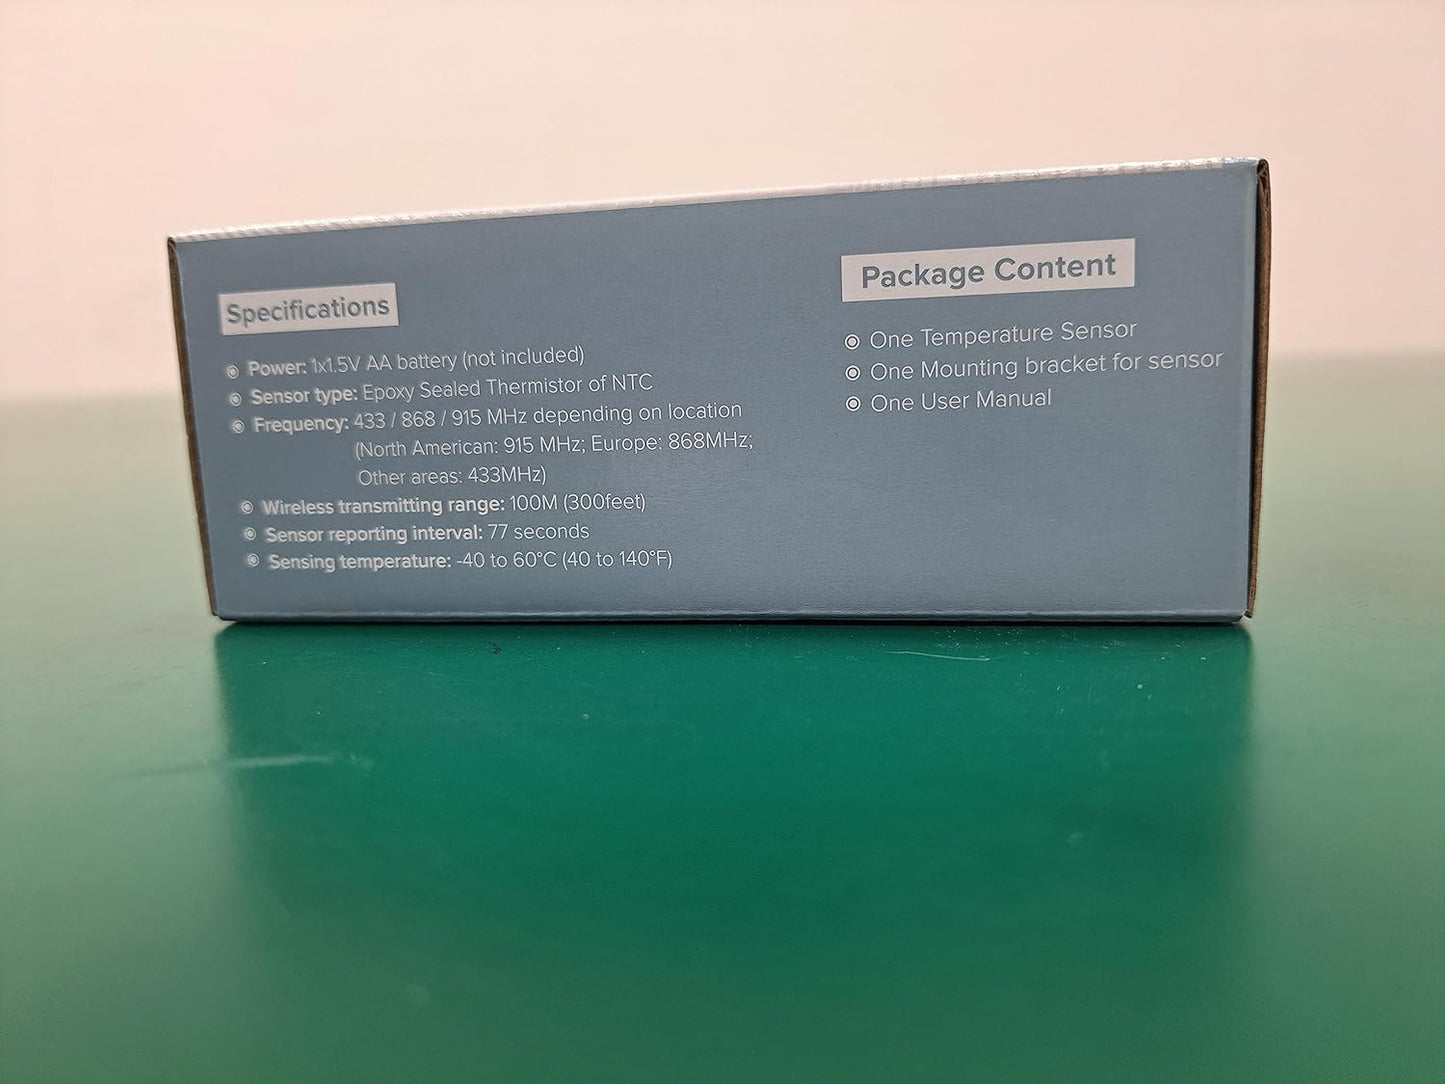 Specifications
Power: 1x1.5V AA battery (not included)
Sensor type: Epoxy Sealed Thermistor of NTC
Frequency: 433 / 868 / 915 MHz depending on location
(North American: 915 MHz; Europe: 868MHz;
Other areas: 433MHz)
Wireless transmitting range: 100M (300feet)
Sensor reporting interval: 77 seconds
Sensing temperature: -40 to 60°C (40 to 140°F)
Package Content
One Temperature Sensor
One Mounting bracket for sensor
One User Manual